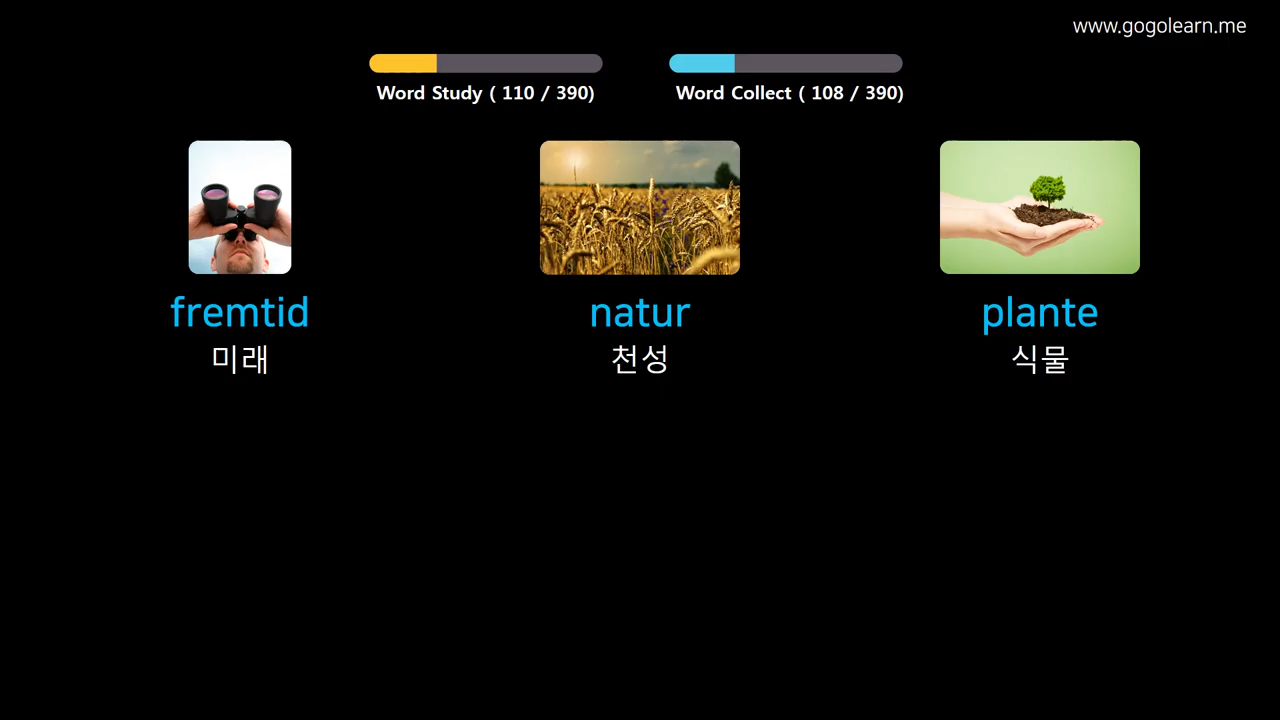 www.gogolearn.me
Word Study ( 110 / 390)
Word Collect ( 108 / 390)
fremtid
미래
natur
천성
plante
식물